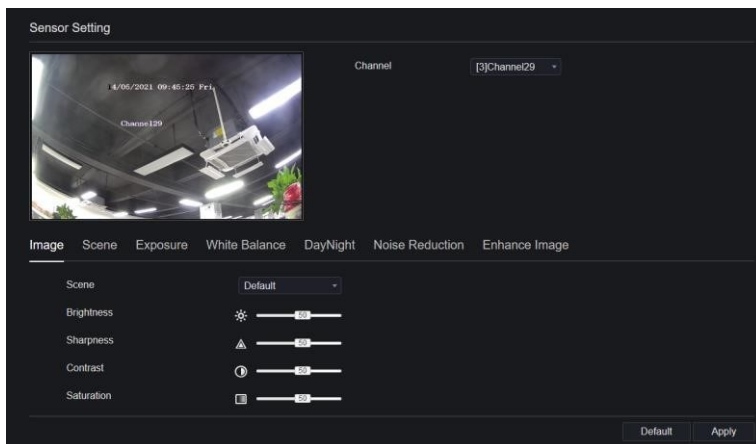 Sensor Setting
14/05/2021 09:45:25 Fri
Channel29
Channel [3]Channel29
Image Scene Exposure White Balance DayNight Noise Reduction Enhance Image
Scene Default
Brightness 50
Sharpness 50
Contrast 50
Saturation 50
Default Apply